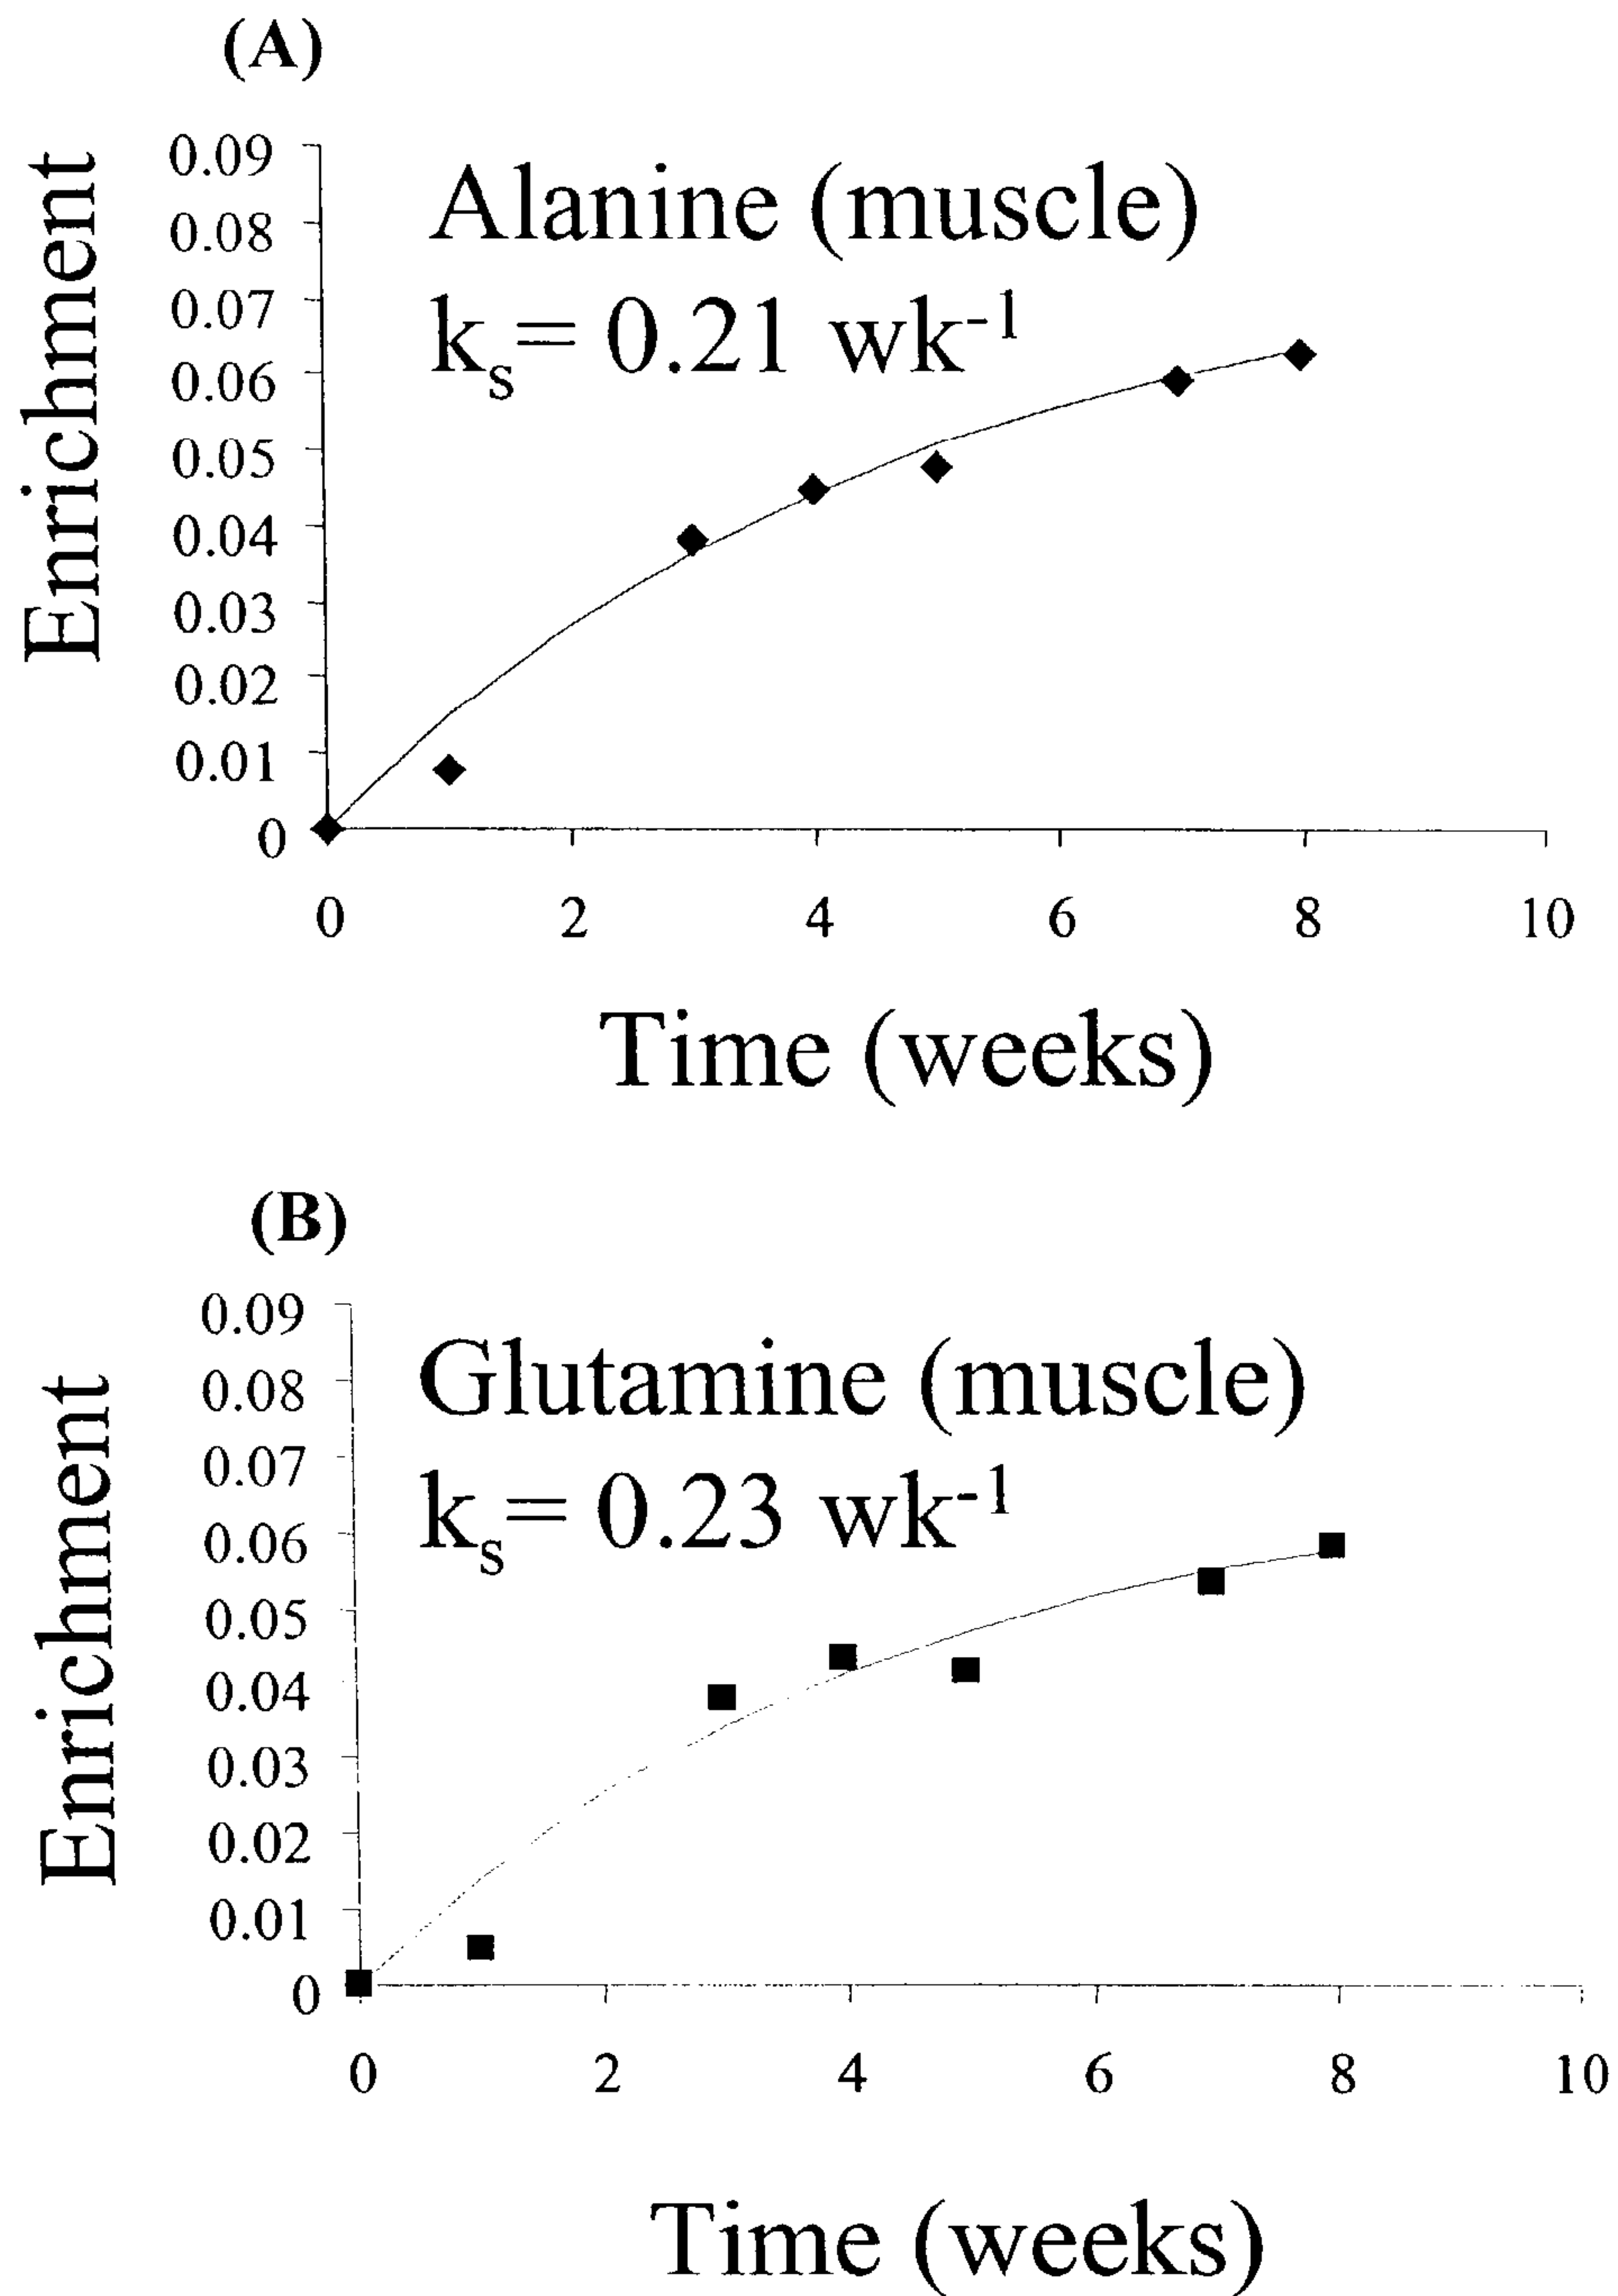 (A)
Enrichment
0.09
0.08
0.07
0.06
0.05
0.04
0.03
0.02
0.01
0
Alanine (muscle)
kₛ= 0.21 wk⁻¹
0 2 4 6 8 10
Time (weeks)
(B)
Enrichment
0.09
0.08
0.07
0.06
0.05
0.04
0.03
0.02
0.01
0
Glutamine (muscle)
kₛ= 0.23 wk⁻¹
0 2 4 6 8 10
Time (weeks)